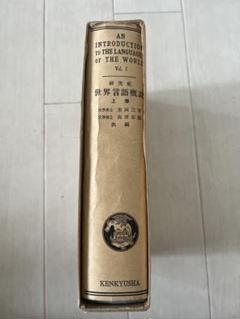 AN
INTRODUCTION
TO THE LANGUAGES
OF THE WORLD
Vol. I
研究社
世界言語概説
上巻
共編
KENKYUSHA